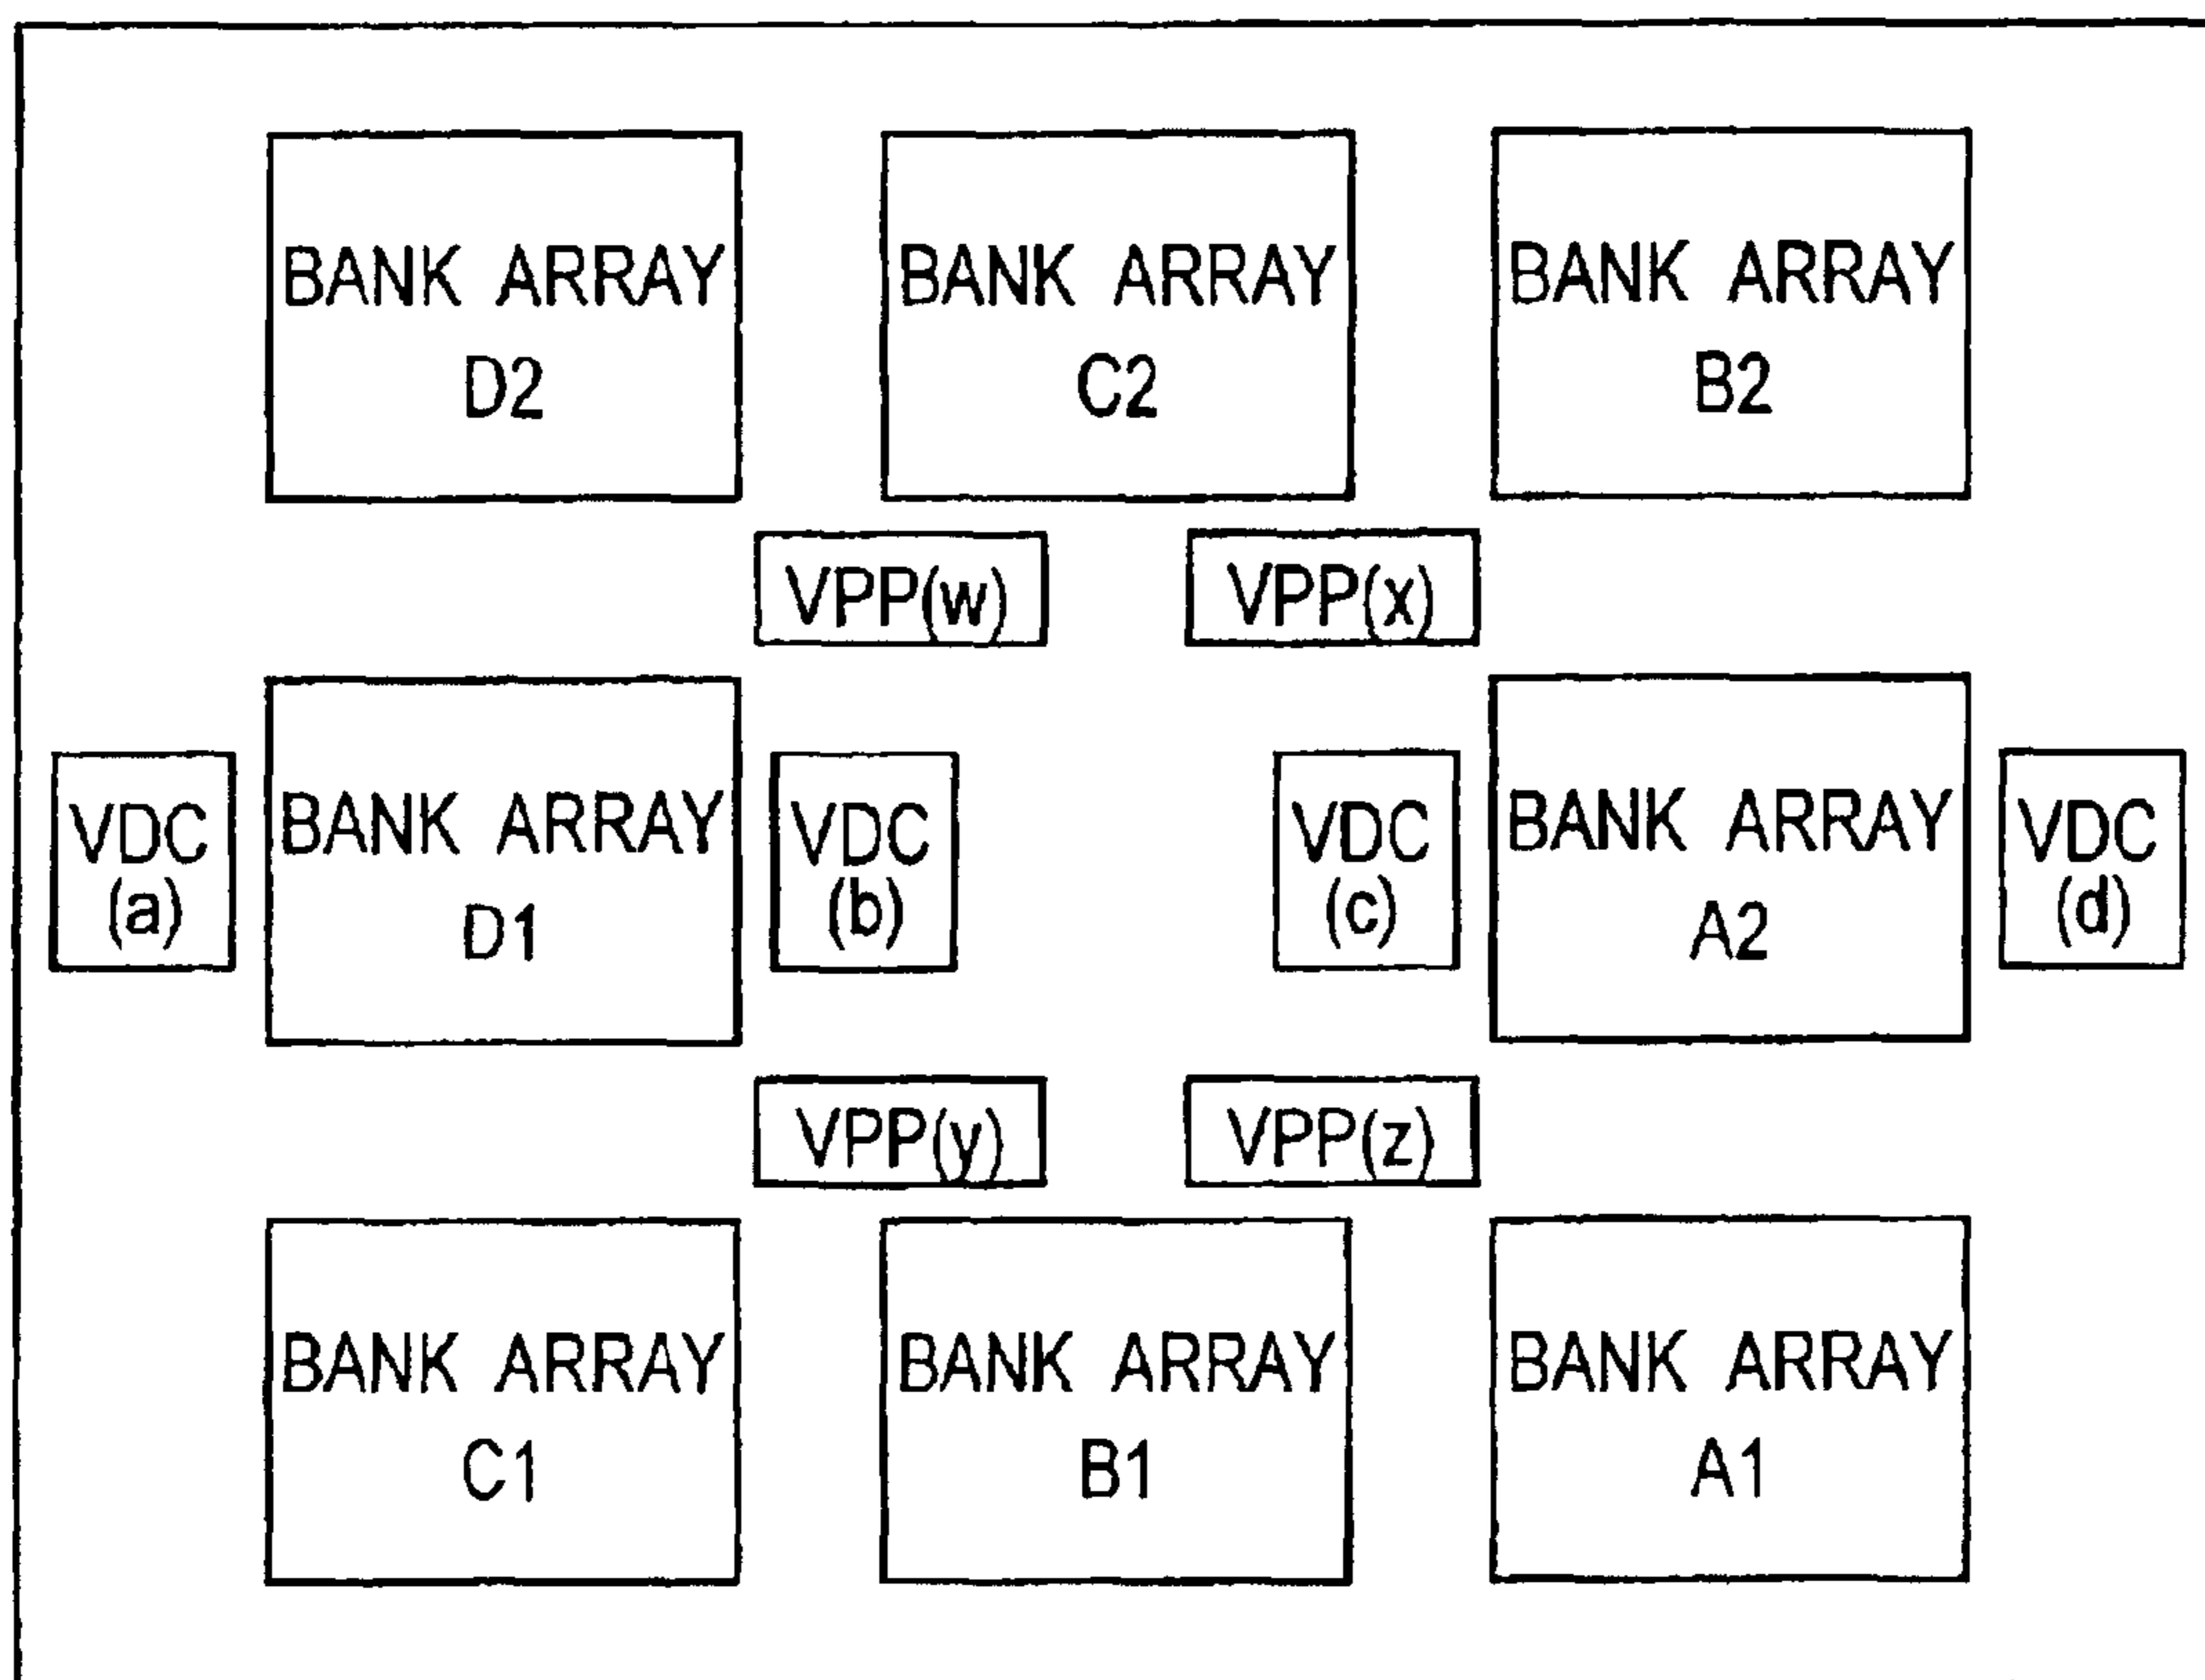 BANK ARRAY
D2
BANK ARRAY
C2
BANK ARRAY
B2
VPP(w)
VPP(x)
VDC
(a)
BANK ARRAY
D1
VDC
(b)
VDC
(c)
BANK ARRAY
A2
VDC
(d)
VPP(y)
VPP(z)
BANK ARRAY
C1
BANK ARRAY
B1
BANK ARRAY
A1